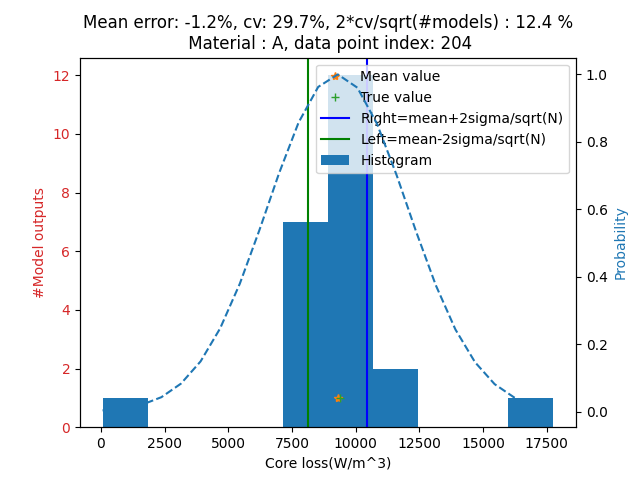 Mean error: -1.2%, cv: 29.7%, 2*cv/sqrt(#models) : 12.4 %
Material : A, data point index: 204
Mean value
True value
Right=mean+2sigma/sqrt(N)
Left=mean-2sigma/sqrt(N)
Histogram
12
10
8
6
4
2
0
#Model outputs
1.0
0.8
0.6
0.4
0.2
0.0
Probability
0 2500 5000 7500 10000 12500 15000 17500
Core loss(W/m^3)